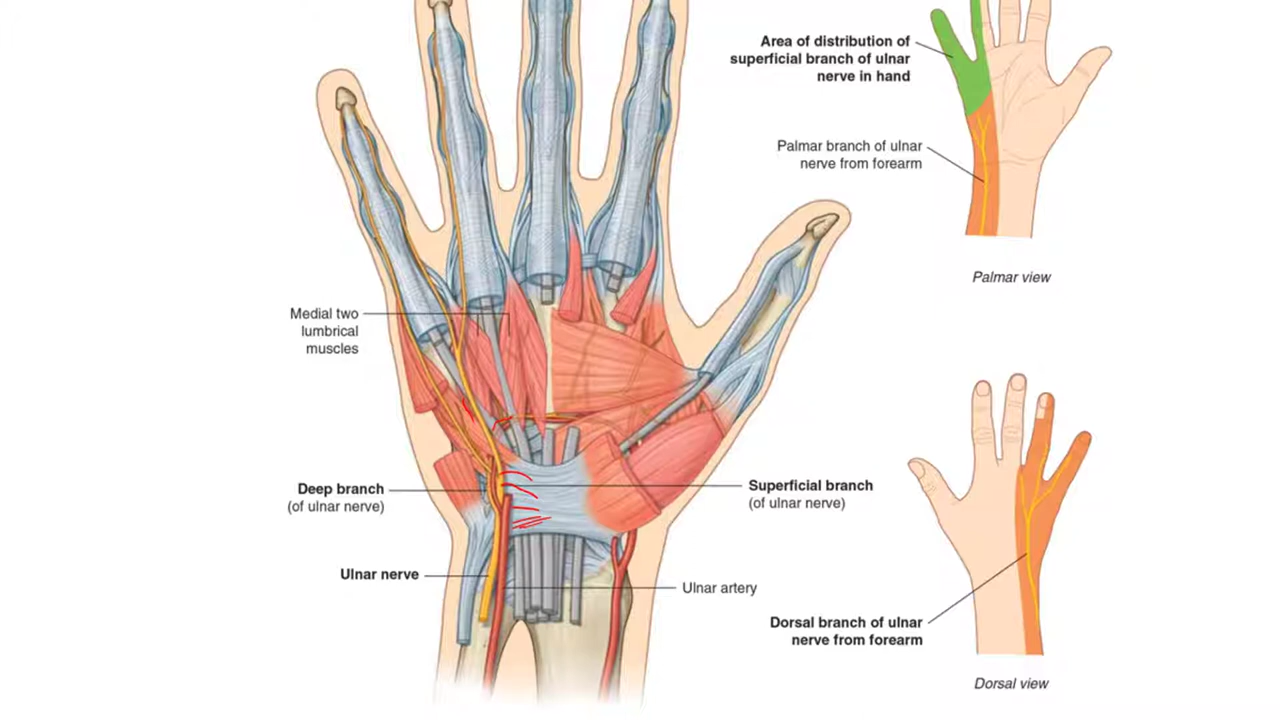 Area of distribution of
superficial branch of ulnar
nerve in hand
Palmar branch of ulnar
nerve from forearm
Palmar view
Medial two
lumbrical
muscles
Deep branch
(of ulnar nerve)
Superficial branch
(of ulnar nerve)
Ulnar nerve
Ulnar artery
Dorsal branch of ulnar
nerve from forearm
Dorsal view